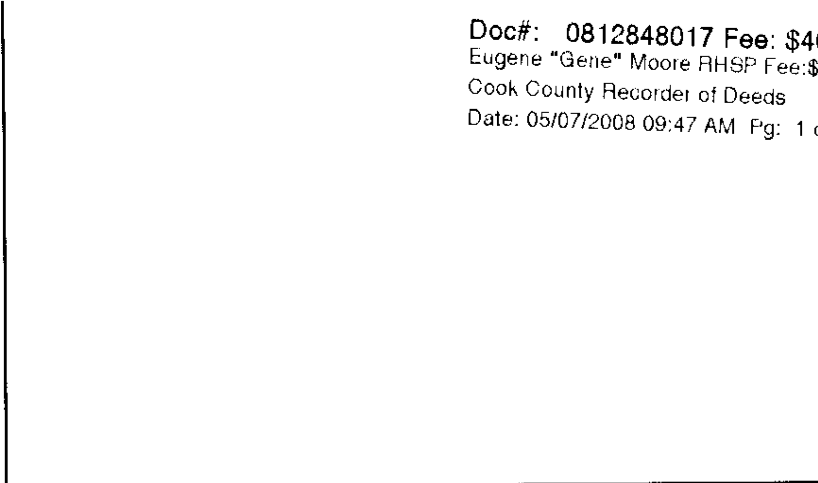 Doc#: 0812848017 Fee: $4
Eugene "Gene" Moore RHSP Fee:$
Cook County Recorder of Deeds
Date: 05/07/2008 09:47 AM Pg: 1